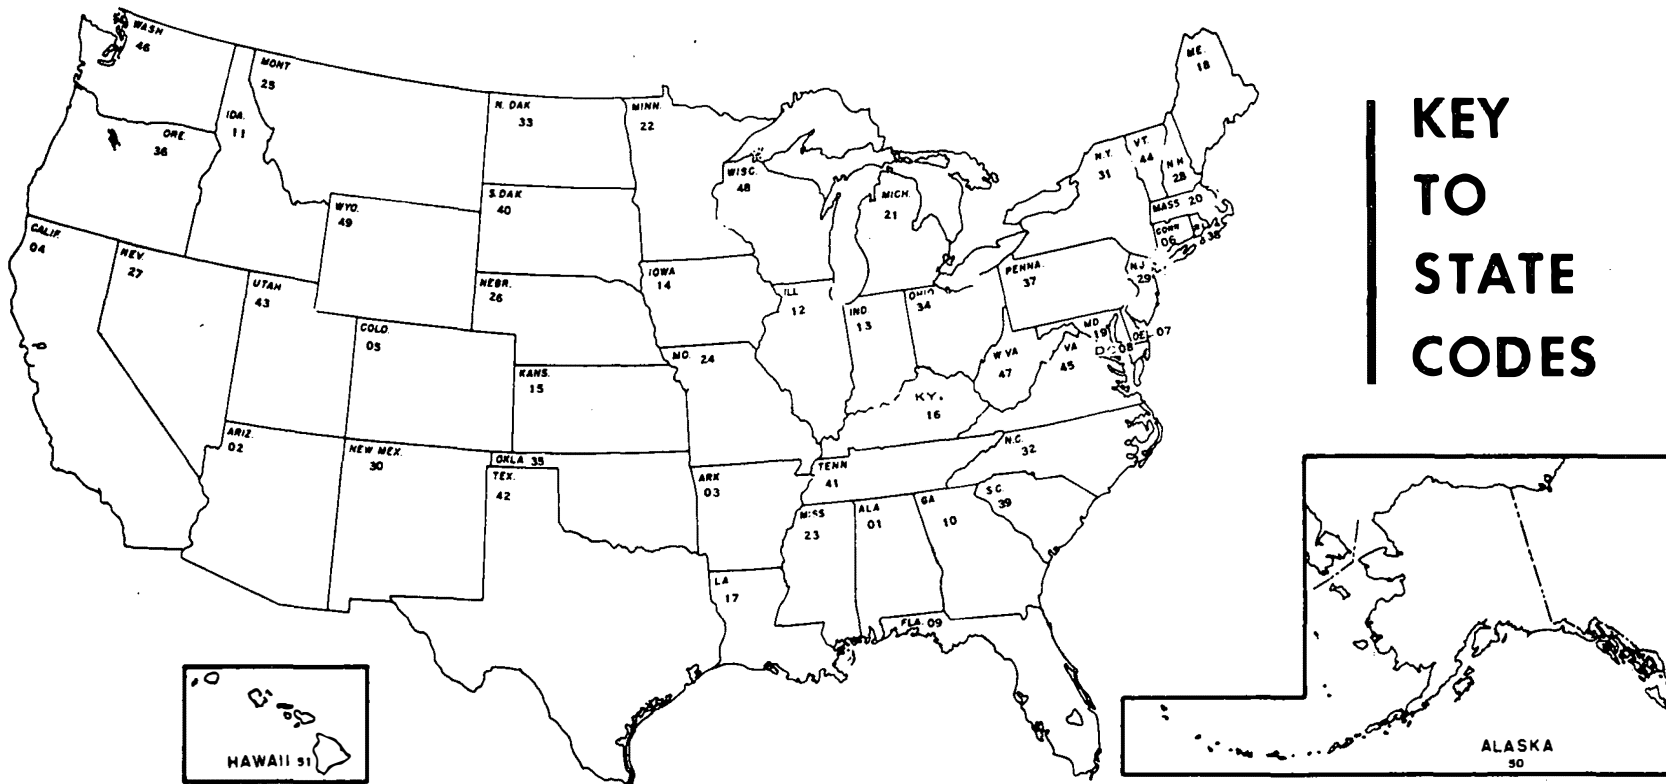 KEY
TO
STATE
CODES
WASH
46
MONT
25
IDA.
11
ORE.
36
N. DAK
33
MINN.
22
S. DAK
40
WYO.
49
WISC.
48
MICH.
21
ME.
18
N.Y.
31
VT.
44
N H
28
MASS 20
CONN
06
R.I.
38
CALIF.
04
NEV.
27
UTAH
43
COLO.
05
NEBR.
26
IOWA
14
ILL
12
IND.
13
OHIO
34
PENNA.
37
N J
29
MD
19
DEL 07
DC 08
W VA
47
VA
45
KY.
16
MO. 24
KANS.
15
ARIZ.
02
NEW MEX.
30
OKLA 35
TEX.
42
ARK
03
TENN
41
N.C.
32
S C
39
MISS
23
ALA
01
GA
10
LA
17
FLA. 09
HAWAII 51
ALASKA
50